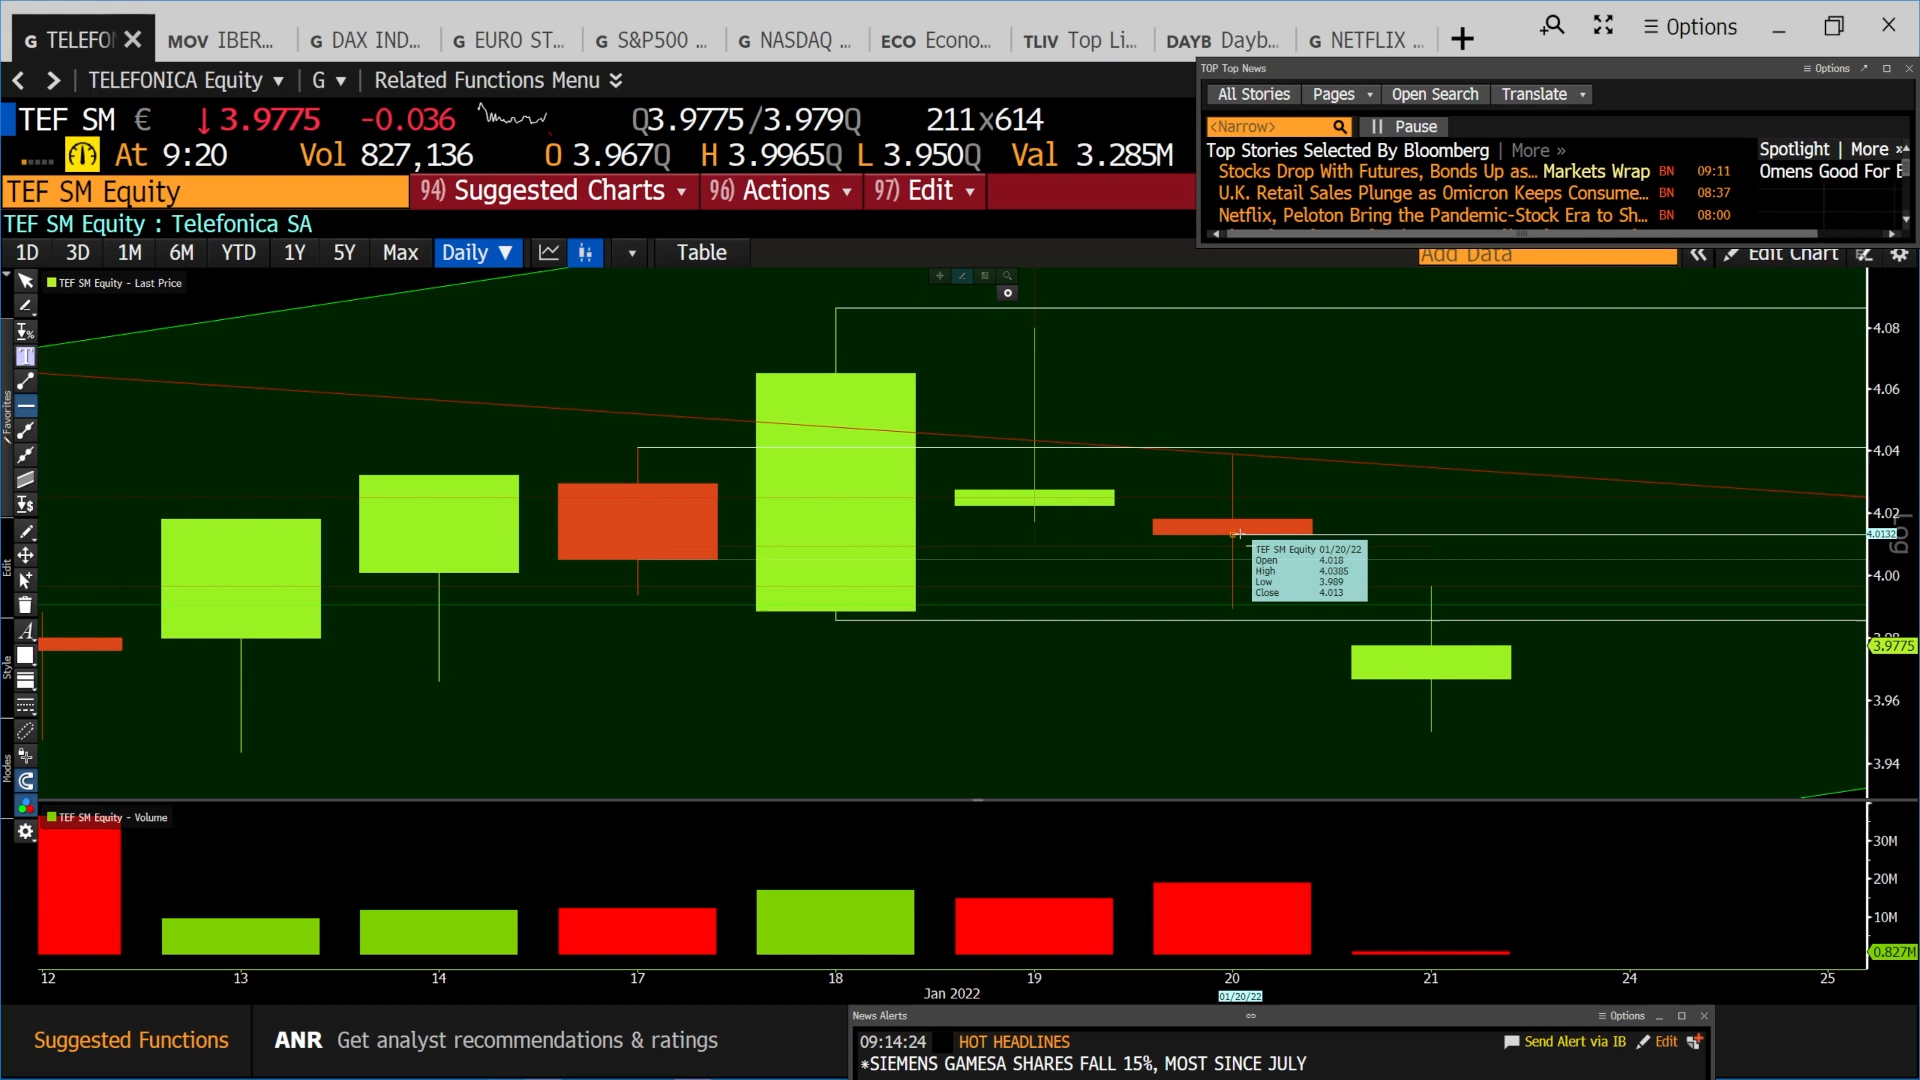 G TELEFO
MOV IBER...
G DAX IND...
G EURO ST...
G S&P500 ...
G NASDAQ ...
ECO Econo...
TLIV Top Li...
DAYB Dayb...
G NETFLIX ...
Options
TELEFONICA Equity
G
Related Functions Menu
TEF SM € 3.9775 -0.036 Q3.9775/3.979Q 211x614
At 9:20 Vol 827,136 O 3.967Q H 3.9965Q L 3.950Q Val 3.285M
TEF SM Equity
94) Suggested Charts
96) Actions
97) Edit
TEF SM Equity : Telefonica SA
1D 3D 1M 6M YTD 1Y 5Y Max Daily
Table
Add Data
Edit Chart
TOP Top News
Options
All Stories
Pages
Open Search
Translate
<Narrow>
Pause
Top Stories Selected By Bloomberg | More »
Stocks Drop With Futures, Bonds Up as... Markets Wrap BN 09:11
U.K. Retail Sales Plunge as Omicron Keeps Consume... BN 08:37
Netflix, Peloton Bring the Pandemic-Stock Era to Sh... BN 08:00
Spotlight | More »
Omens Good For
TEF SM Equity - Last Price
Favorites
Edit
Style
Modes
4.08
4.06
4.04
4.02
4.0132
4.00
3.98
3.9775
3.96
3.94
Log
TEF SM Equity 01/20/22
Open 4.018
High 4.0385
Low 3.989
Close 4.013
TEF SM Equity - Volume
30M
20M
10M
0.827M
12 13 14 17 18 19 20 21 24 25
Jan 2022
01/20/22
Suggested Functions
ANR Get analyst recommendations & ratings
News Alerts
Options
09:14:24 HOT HEADLINES
Send Alert via IB
Edit
*SIEMENS GAMESA SHARES FALL 15%, MOST SINCE JULY